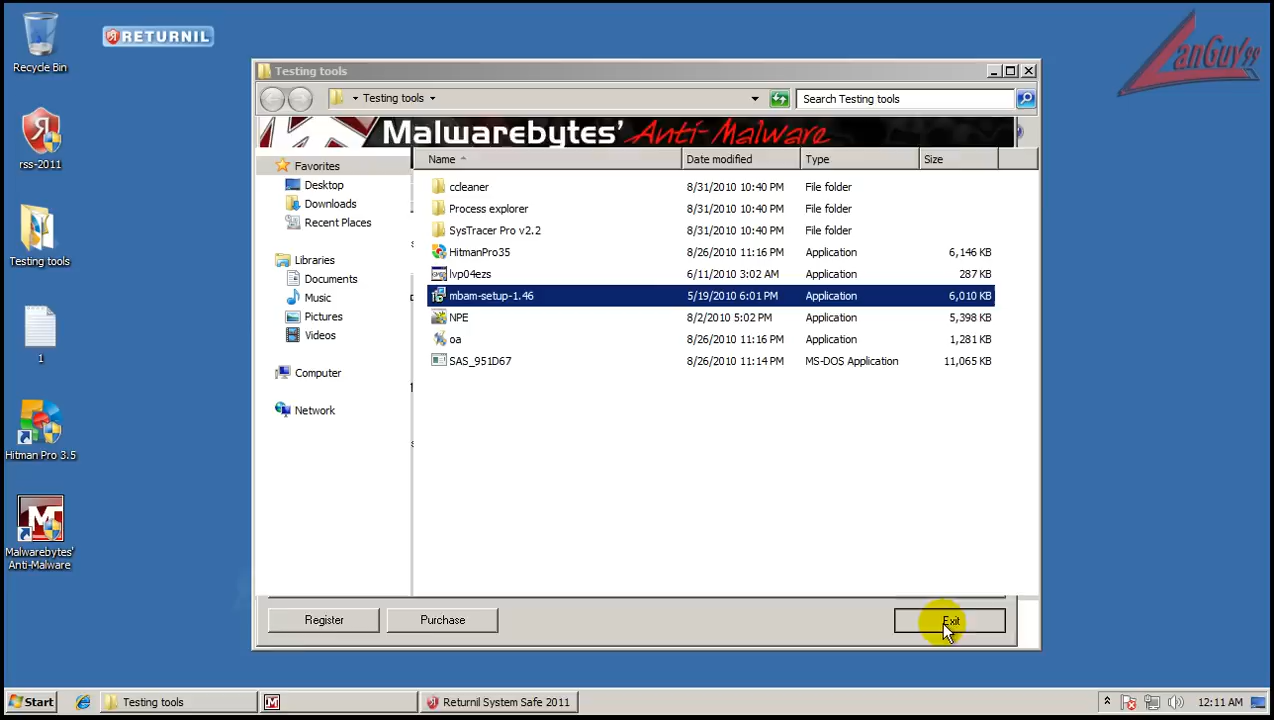 Recycle Bin
RETURNIL
LanGuy99
rss-2011
Testing tools
1
Hitman Pro 3.5
Malwarebytes'
Anti-Malware
Testing tools
Testing tools
Search Testing tools
Malwarebytes' Anti-Malware
Favorites
Desktop
Downloads
Recent Places
Libraries
Documents
Music
Pictures
Videos
Computer
Network
Name Date modified Type Size
ccleaner 8/31/2010 10:40 PM File folder
Process explorer 8/31/2010 10:40 PM File folder
SysTracer Pro v2.2 8/31/2010 10:40 PM File folder
HitmanPro35 8/26/2010 11:16 PM Application 6,146 KB
lvp04ezs 6/11/2010 3:02 AM Application 287 KB
mbam-setup-1.46 5/19/2010 6:01 PM Application 6,010 KB
NPE 8/2/2010 5:02 PM Application 5,398 KB
oa 8/26/2010 11:16 PM Application 1,281 KB
SAS_951D67 8/26/2010 11:14 PM MS-DOS Application 11,065 KB
Register Purchase Exit
Start Testing tools Returnil System Safe 2011 12:11 AM